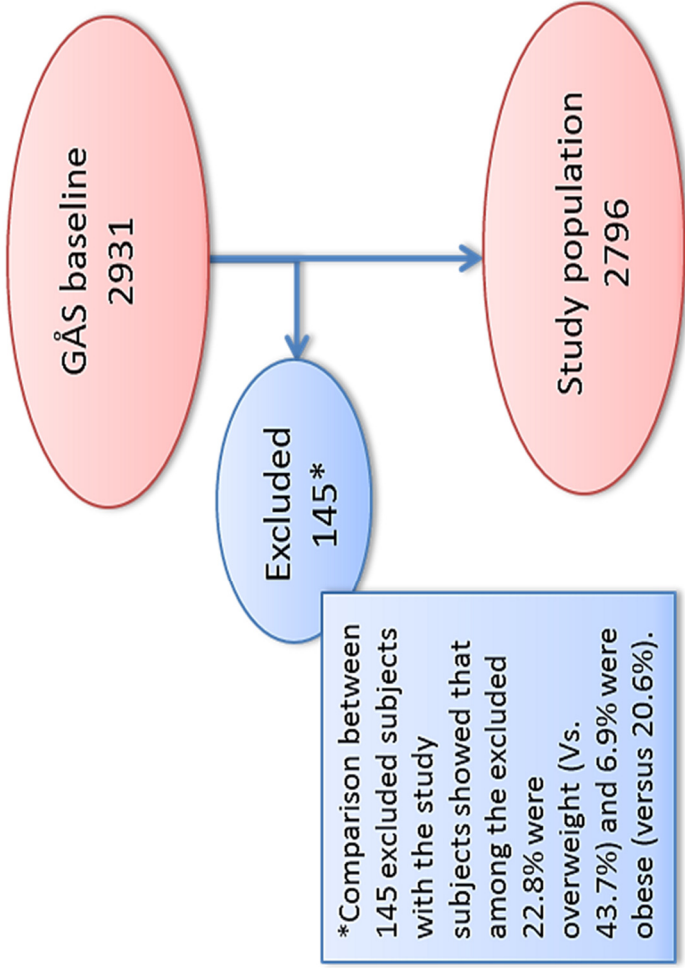 GÅS baseline
2931
Excluded
145*
Study population
2796
*Comparison between
145 excluded subjects
with the study
subjects showed that
among the excluded
22.8% were
overweight (Vs.
43.7%) and 6.9% were
obese (versus 20.6%).